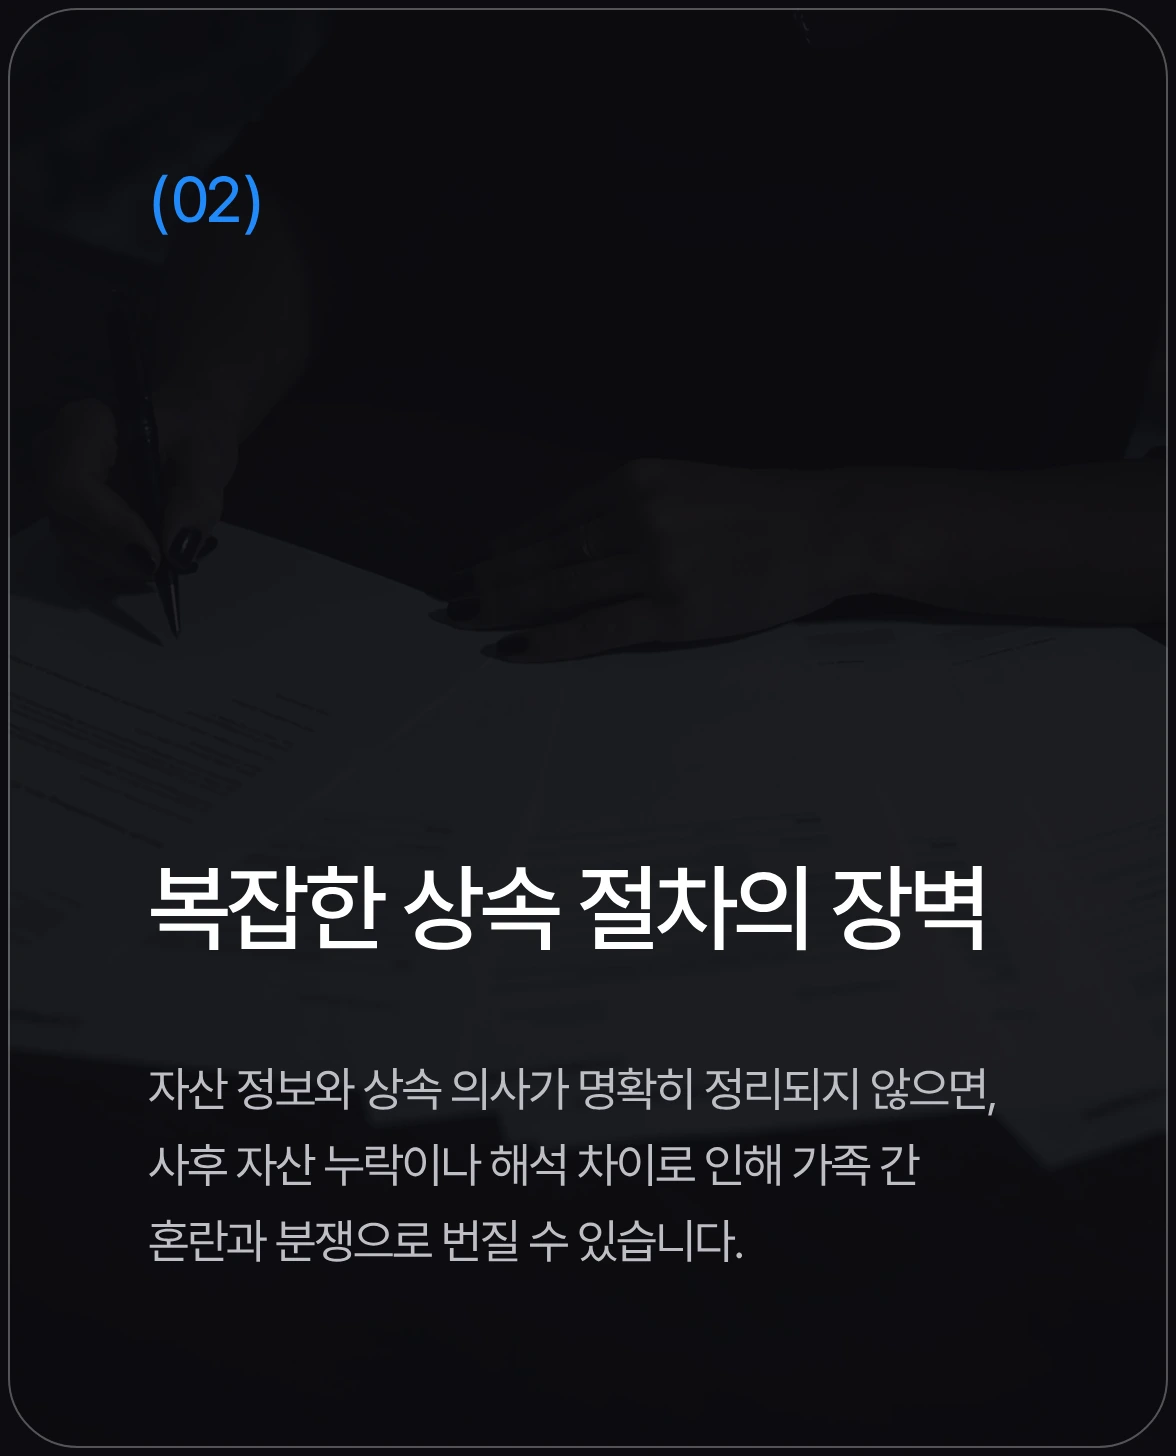 (02)
복잡한 상속 절차의 장벽
자산 정보와 상속 의사가 명확히 정리되지 않으면,
사후 자산 누락이나 해석 차이로 인해 가족 간
혼란과 분쟁으로 번질 수 있습니다.